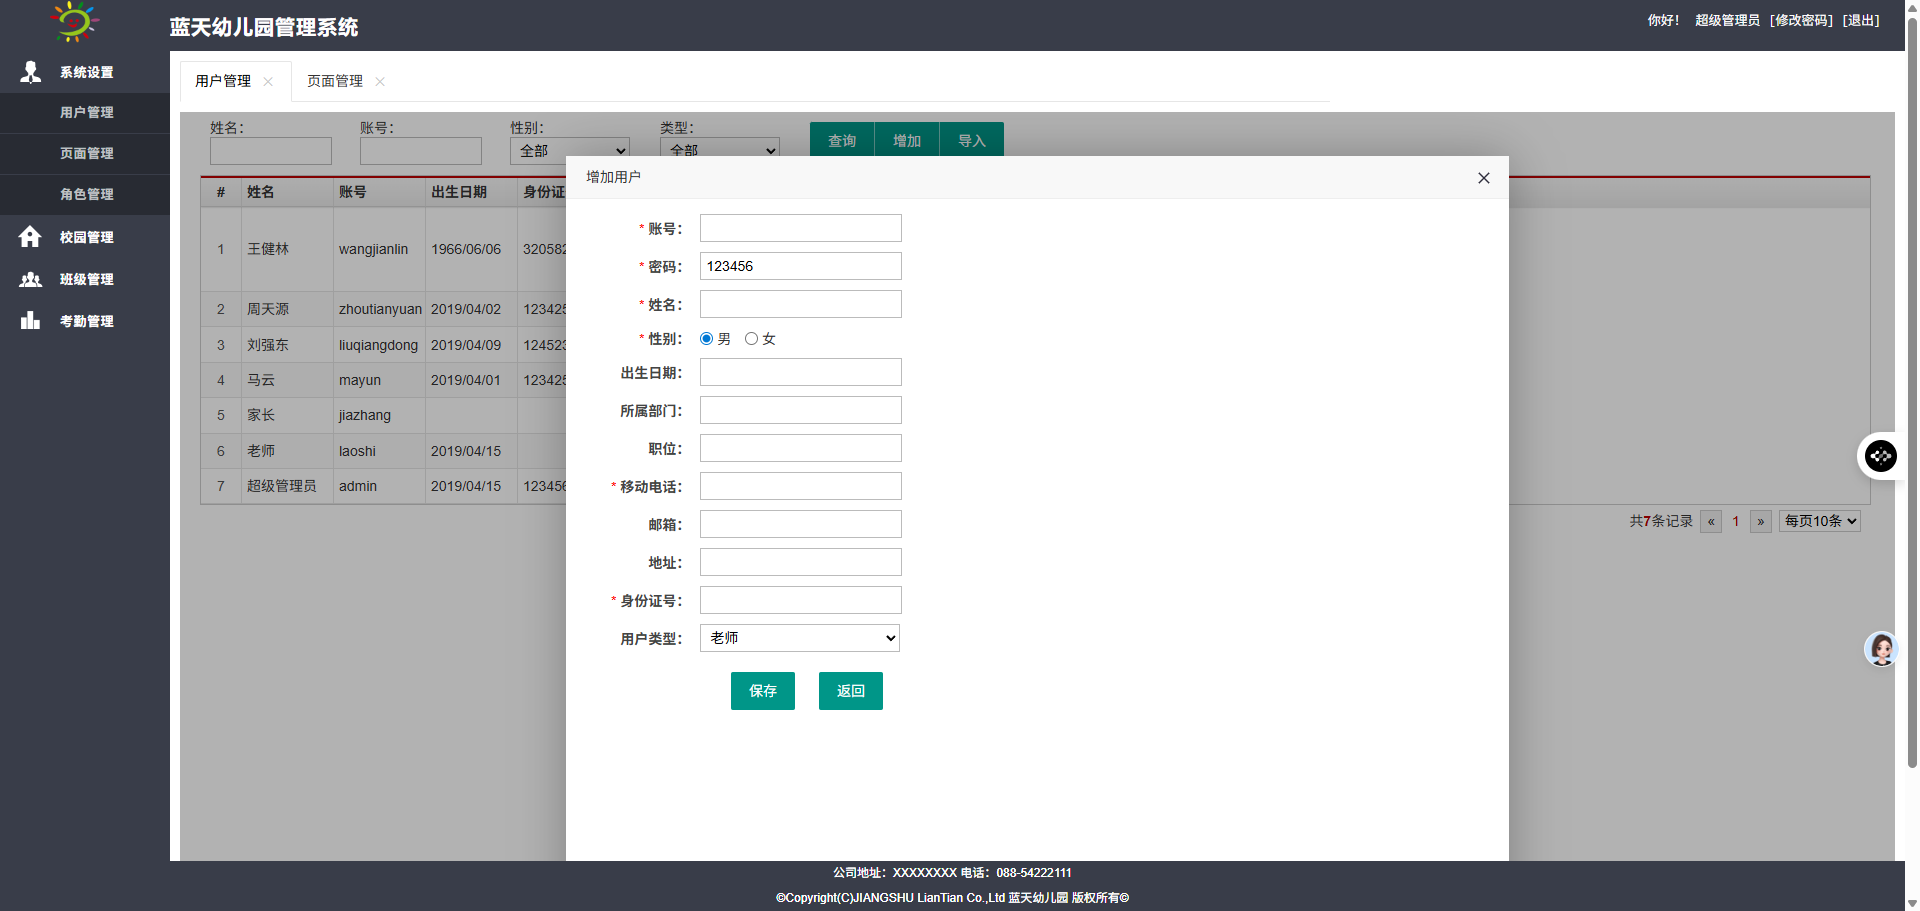 蓝天幼儿园管理系统
你好! 超级管理员 [修改密码] [退出]
系统设置
用户管理
页面管理
角色管理
校园管理
班级管理
考勤管理
用户管理 × 页面管理 ×
姓名: 账号: 性别: 类型:
全部 全部 查询 增加 导入
# 姓名 账号 出生日期 身份证
1 王健林 wangjianlin 1966/06/06 320582
2 周天源 zhoutianyuan 2019/04/02 123425
3 刘强东 liuqiangdong 2019/04/09 124523
4 马云 mayun 2019/04/01 123425
5 家长 jiazhang
6 老师 laoshi 2019/04/15
7 超级管理员 admin 2019/04/15 123456
共7条记录 « 1 » 每页10条
增加用户 ×
* 账号:
* 密码: 123456
* 姓名:
* 性别: 男 女
出生日期:
所属部门:
职位:
* 移动电话:
邮箱:
地址:
* 身份证号:
用户类型: 老师
保存 返回
公司地址: XXXXXXXX 电话: 088-54222111
©Copyright(C)JIANGSHU LianTian Co.,Ltd 蓝天幼儿园 版权所有©